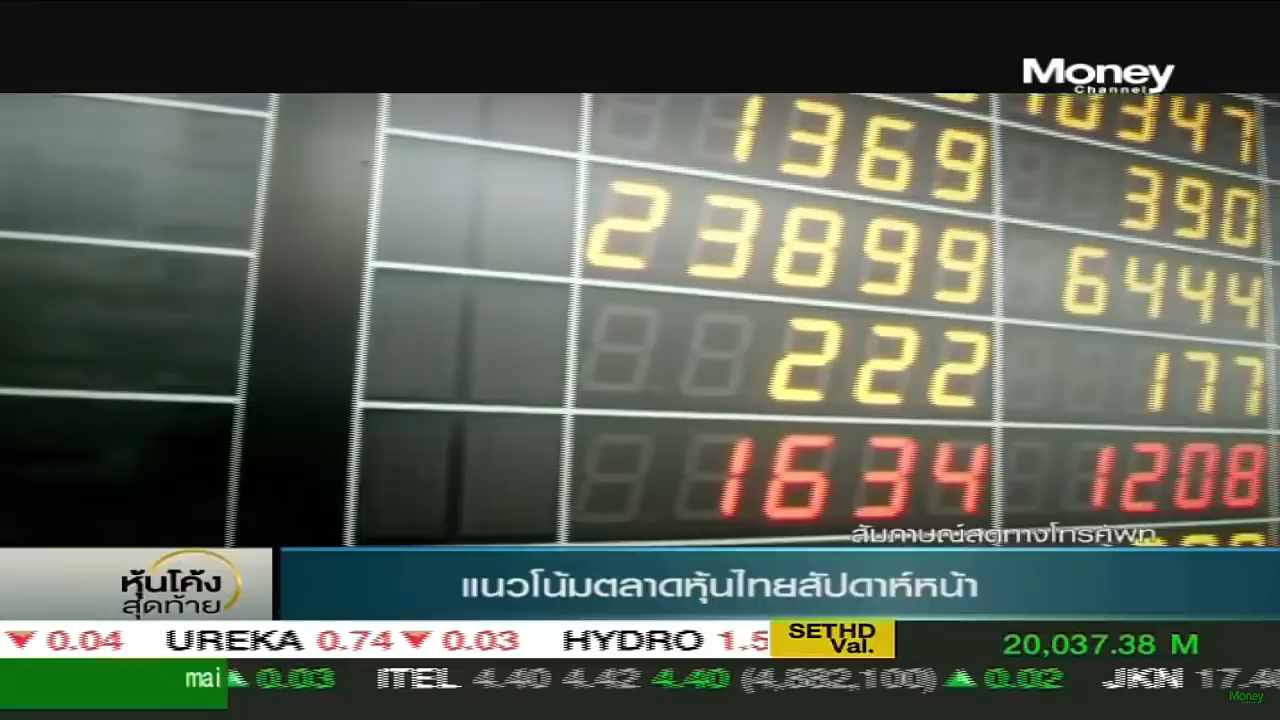 Money
Channel
10347
1369 390
23899 6444
222 177
1634 1208
สัมภาษณ์สดทางโทรศัพท์
หุ้นโค้ง
สุดท้าย
แนวโน้มตลาดหุ้นไทยสัปดาห์หน้า
▼ 0.04 UREKA 0.74 ▼ 0.03 HYDRO 1.5
SETHD
Val.
20,037.38 M
mai ▲ 0.03 ITEL 4.40 4.42 4.40 (4,882,100) ▲ 0.02 JKN 17.4
Money
Channel